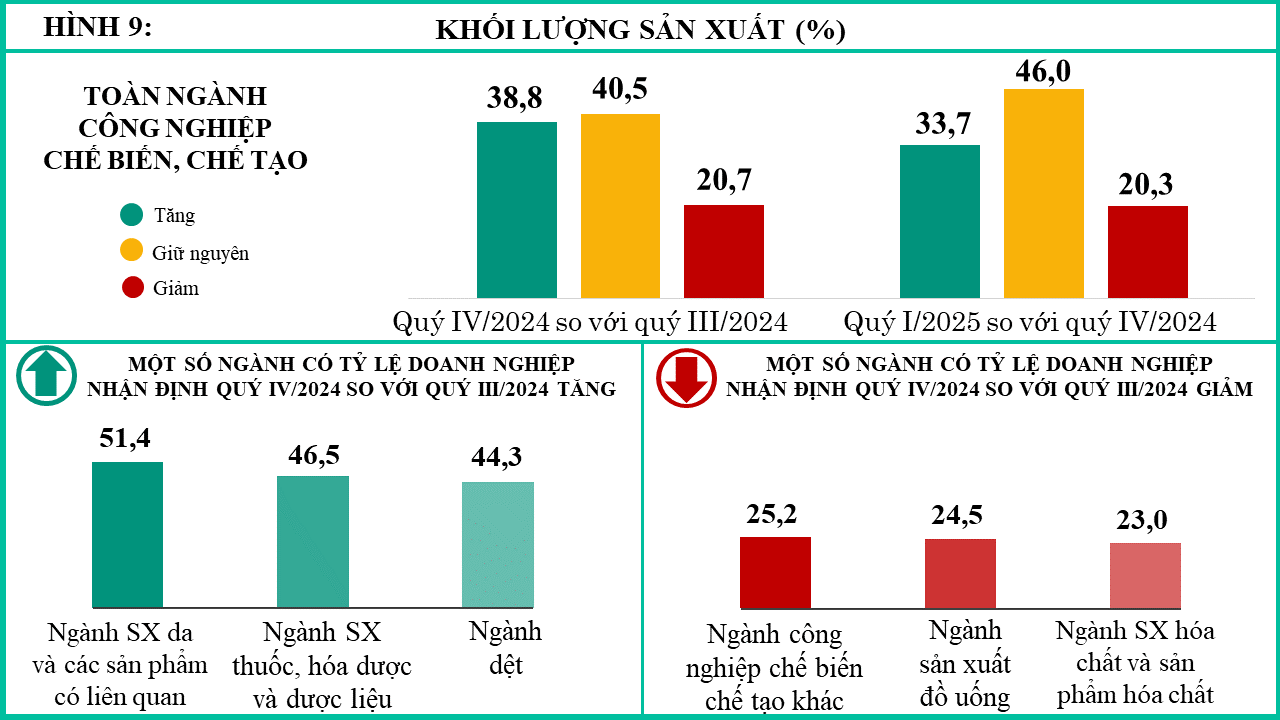 HÌNH 9:
KHỐI LƯỢNG SẢN XUẤT (%)
TOÀN NGÀNH
CÔNG NGHIỆP
CHẾ BIẾN, CHẾ TẠO
Tăng
Giữ nguyên
Giảm
38,8
40,5
20,7
33,7
46,0
20,3
Quý IV/2024 so với quý III/2024
Quý I/2025 so với quý IV/2024
MỘT SỐ NGÀNH CÓ TỶ LỆ DOANH NGHIỆP
NHẬN ĐỊNH QUÝ IV/2024 SO VỚI QUÝ III/2024 TĂNG
51,4
46,5
44,3
Ngành SX da
và các sản phẩm
có liên quan
Ngành SX
thuốc, hóa dược
và dược liệu
Ngành
dệt
MỘT SỐ NGÀNH CÓ TỶ LỆ DOANH NGHIỆP
NHẬN ĐỊNH QUÝ IV/2024 SO VỚI QUÝ III/2024 GIẢM
25,2
24,5
23,0
Ngành công
nghiệp chế biến
chế tạo khác
Ngành
sản xuất
đồ uống
Ngành SX hóa
chất và sản
phẩm hóa chất